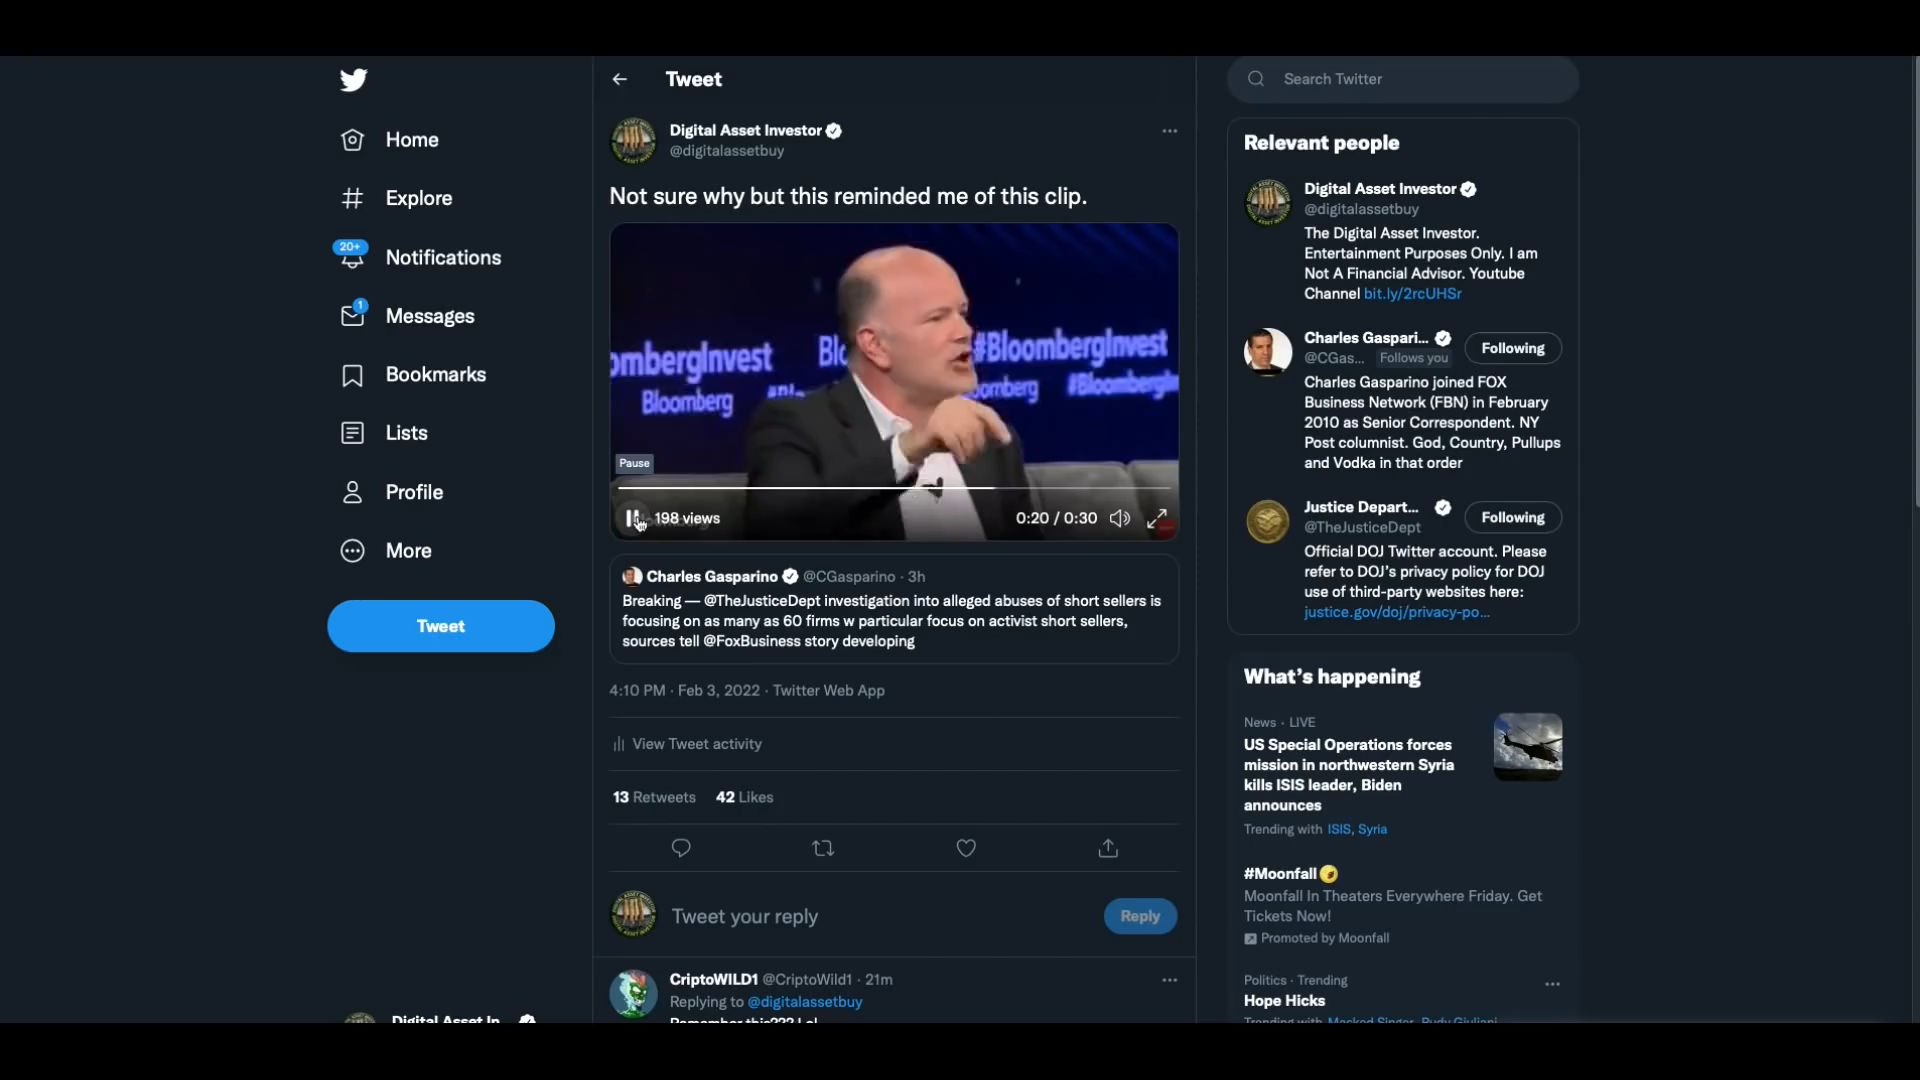 Home
Explore
20+
Notifications
1
Messages
Bookmarks
Lists
Profile
More
Tweet
Tweet
Digital Asset Investor
@digitalassetbuy
Not sure why but this reminded me of this clip.
#BloombergInvest
Bloomberg
#BloombergIn
Pause
198 views
0:20 / 0:30
Charles Gasparino @CGasparino · 3h
Breaking — @TheJusticeDept investigation into alleged abuses of short sellers is
focusing on as many as 60 firms w particular focus on activist short sellers,
sources tell @FoxBusiness story developing
4:10 PM · Feb 3, 2022 · Twitter Web App
View Tweet activity
13 Retweets 42 Likes
Tweet your reply
Reply
CriptoWILD1 @CriptoWild1 · 21m
Replying to @digitalassetbuy
Search Twitter
Relevant people
Digital Asset Investor
@digitalassetbuy
The Digital Asset Investor.
Entertainment Purposes Only. I am
Not A Financial Advisor. Youtube
Channel bit.ly/2rcUHSr
Charles Gaspari...
@CGas... Follows you
Following
Charles Gasparino joined FOX
Business Network (FBN) in February
2010 as Senior Correspondent. NY
Post columnist. God, Country, Pullups
and Vodka in that order
Justice Depart...
@TheJusticeDept
Following
Official DOJ Twitter account. Please
refer to DOJ's privacy policy for DOJ
use of third-party websites here:
justice.gov/doj/privacy-po...
What's happening
News · LIVE
US Special Operations forces
mission in northwestern Syria
kills ISIS leader, Biden
announces
Trending with ISIS, Syria
#Moonfall
Moonfall In Theaters Everywhere Friday. Get
Tickets Now!
Promoted by Moonfall
Politics · Trending
Hope Hicks
Trending with Masked Singer, Rudy Giuliani